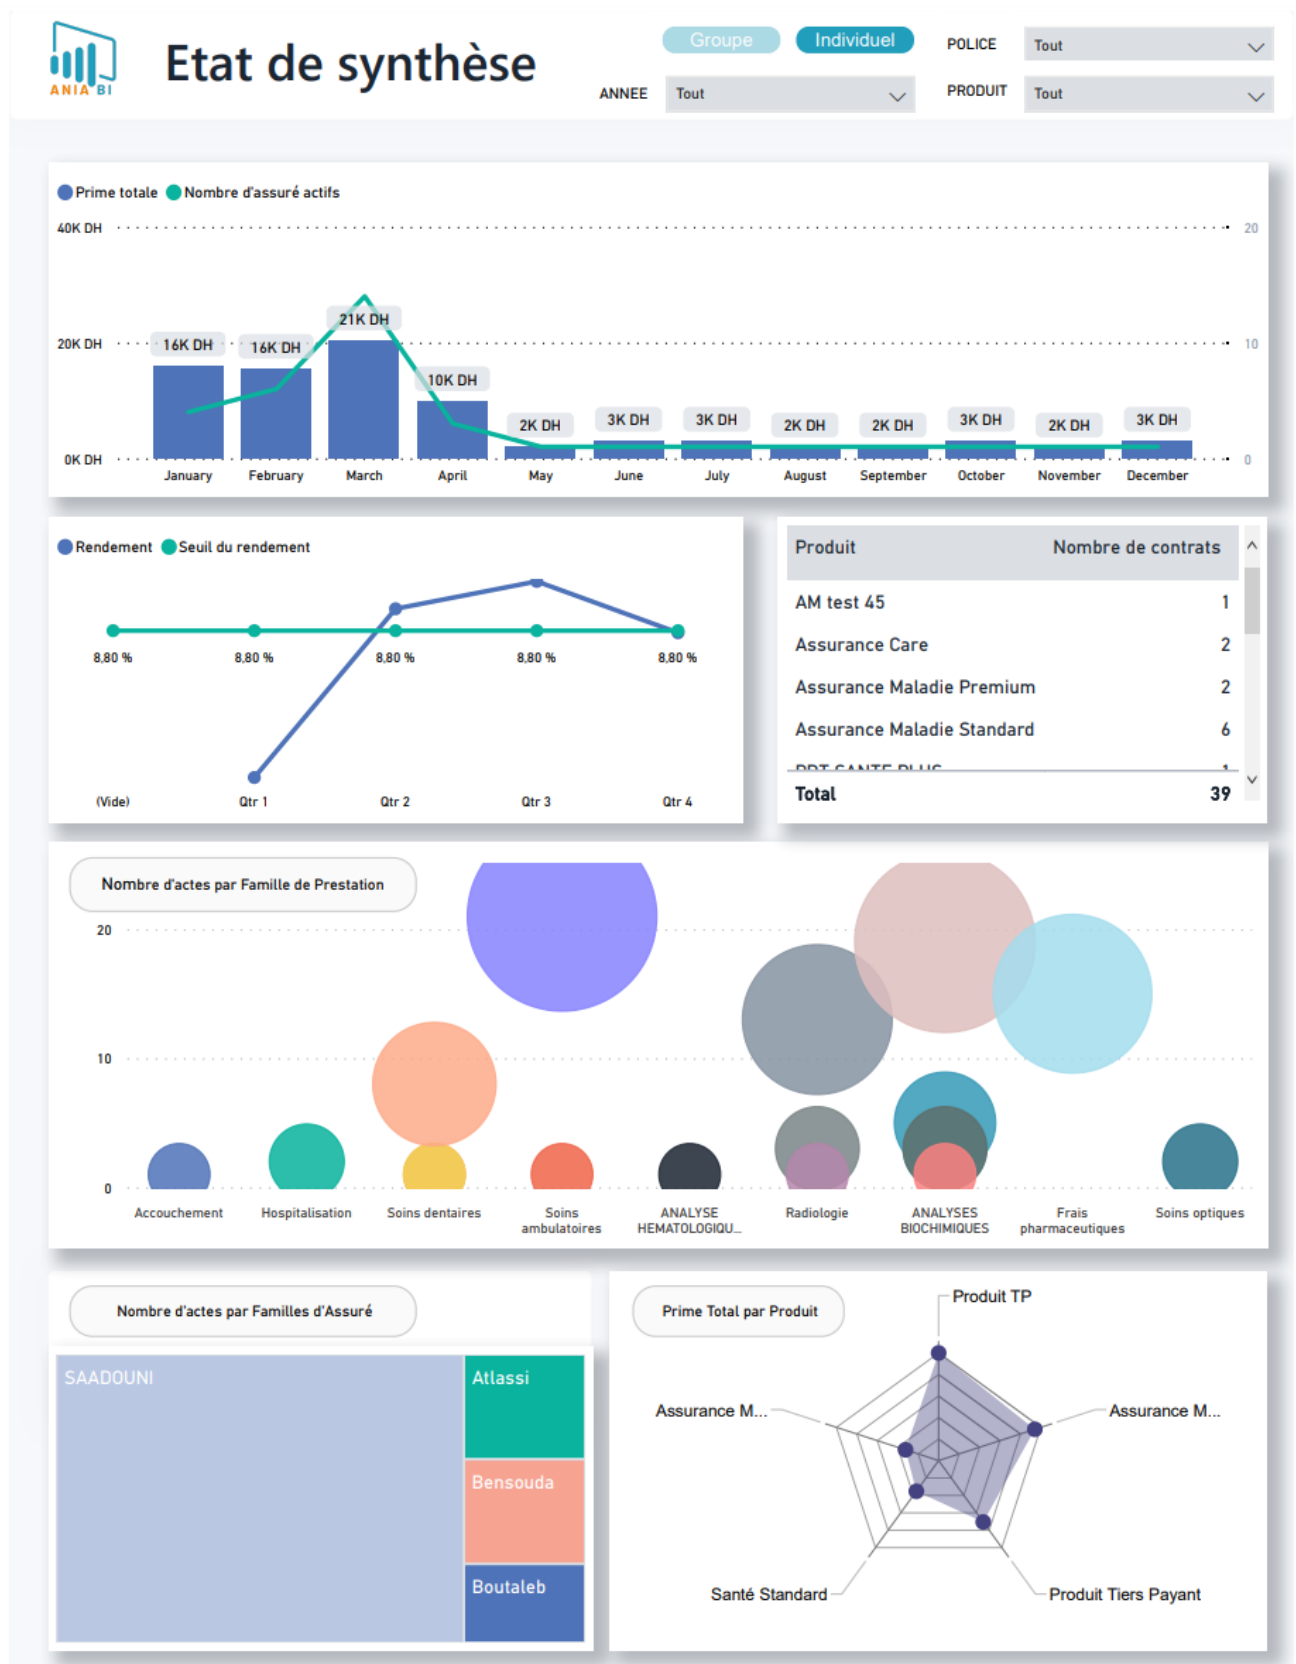 ANIA BI
Etat de synthèse
Groupe
Individuel
POLICE
Tout
ANNEE
Tout
PRODUIT
Tout
Prime totale
Nombre d'assuré actifs
40K DH
20
20K DH
10
0K DH
0
16K DH
16K DH
21K DH
10K DH
2K DH
3K DH
3K DH
2K DH
2K DH
3K DH
2K DH
3K DH
January
February
March
April
May
June
July
August
September
October
November
December
Rendement
Seuil du rendement
8,80 %
8,80 %
8,80 %
8,80 %
8,80 %
(Vide)
Qtr 1
Qtr 2
Qtr 3
Qtr 4
Produit Nombre de contrats
AM test 45 1
Assurance Care 2
Assurance Maladie Premium 2
Assurance Maladie Standard 6
Total 39
Nombre d'actes par Famille de Prestation
20
10
0
Accouchement
Hospitalisation
Soins dentaires
Soins
ambulatoires
ANALYSE
HEMATOLOGIQU...
Radiologie
ANALYSES
BIOCHIMIQUES
Frais
pharmaceutiques
Soins optiques
Nombre d'actes par Familles d'Assuré
SAADOUNI
Atlassi
Bensouda
Boutaleb
Prime Total par Produit
Produit TP
Assurance M...
Assurance M...
Santé Standard
Produit Tiers Payant